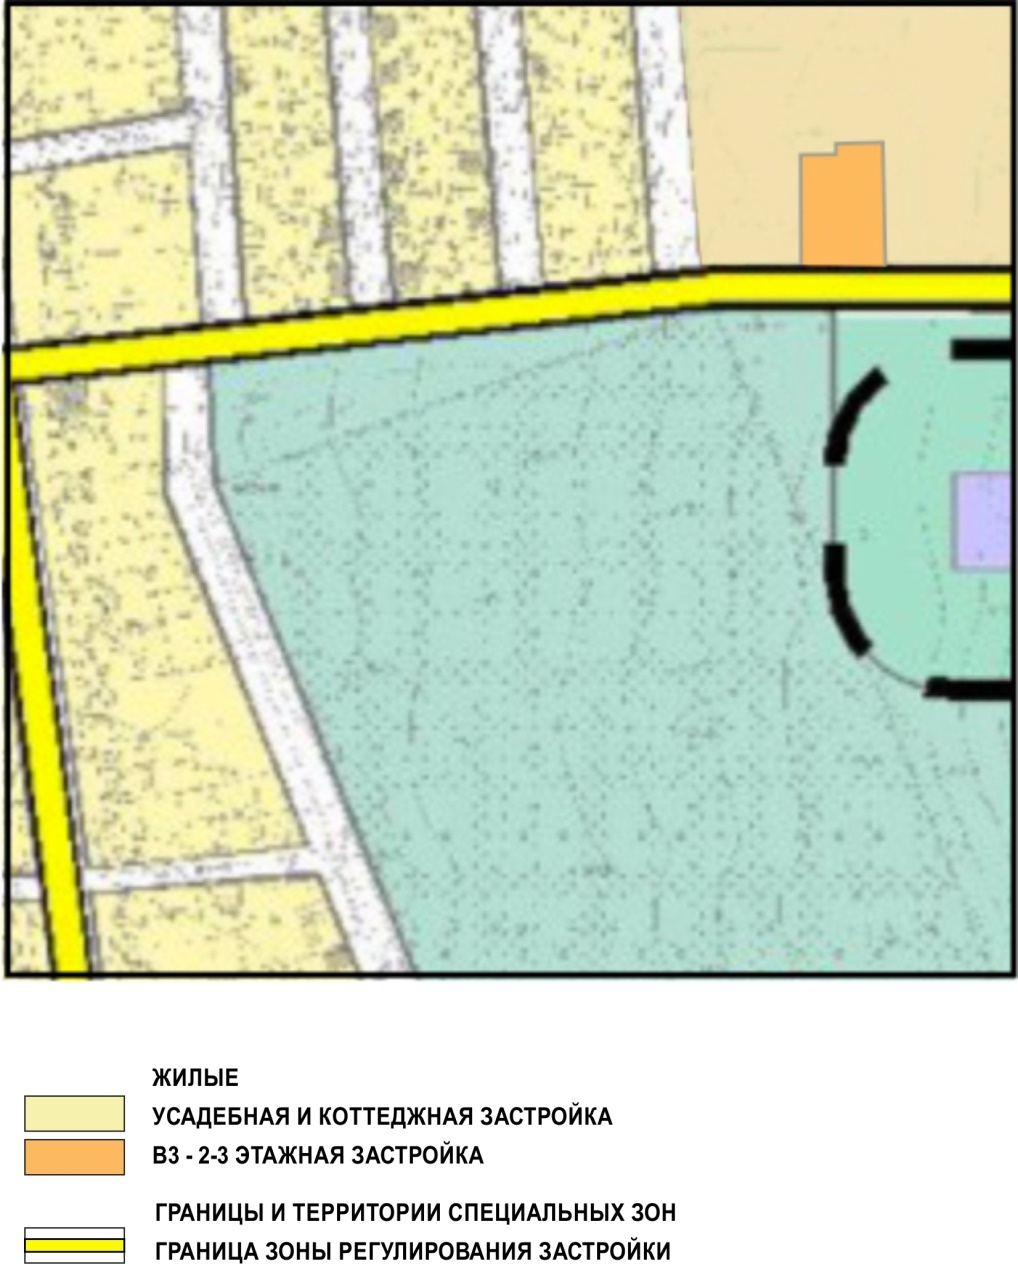 ЖИЛЫЕ
УСАДЕБНАЯ И КОТТЕДЖНАЯ ЗАСТРОЙКА
В3 - 2-3 ЭТАЖНАЯ ЗАСТРОЙКА
ГРАНИЦЫ И ТЕРРИТОРИИ СПЕЦИАЛЬНЫХ ЗОН
ГРАНИЦА ЗОНЫ РЕГУЛИРОВАНИЯ ЗАСТРОЙКИ